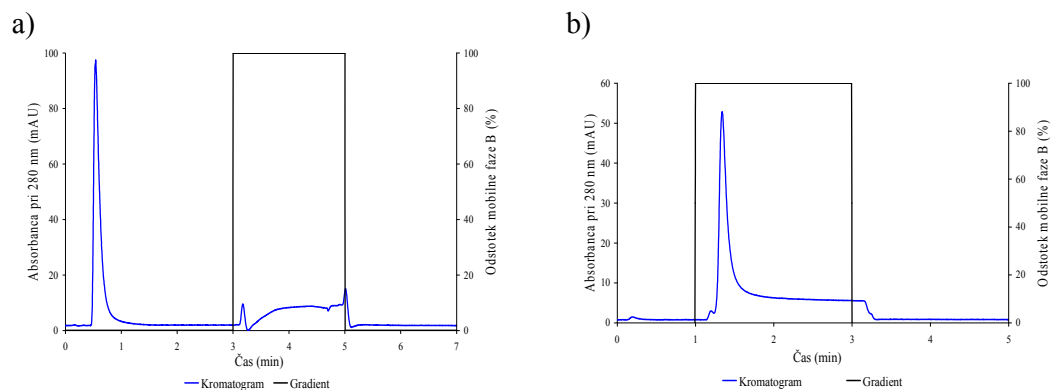 a)
100
80
60
40
20
0
Absorbanca pri 280 nm (mAU)
100
80
60
40
20
0
Odstotek mobilne faze B (%)
0 1 2 3 4 5 6 7
Čas (min)
Kromatogram Gradient
b)
60
50
40
30
20
10
0
Absorbanca pri 280 nm (mAU)
100
80
60
40
20
0
Odstotek mobilne faze B (%)
0 1 2 3 4 5
Čas (min)
Kromatogram Gradient